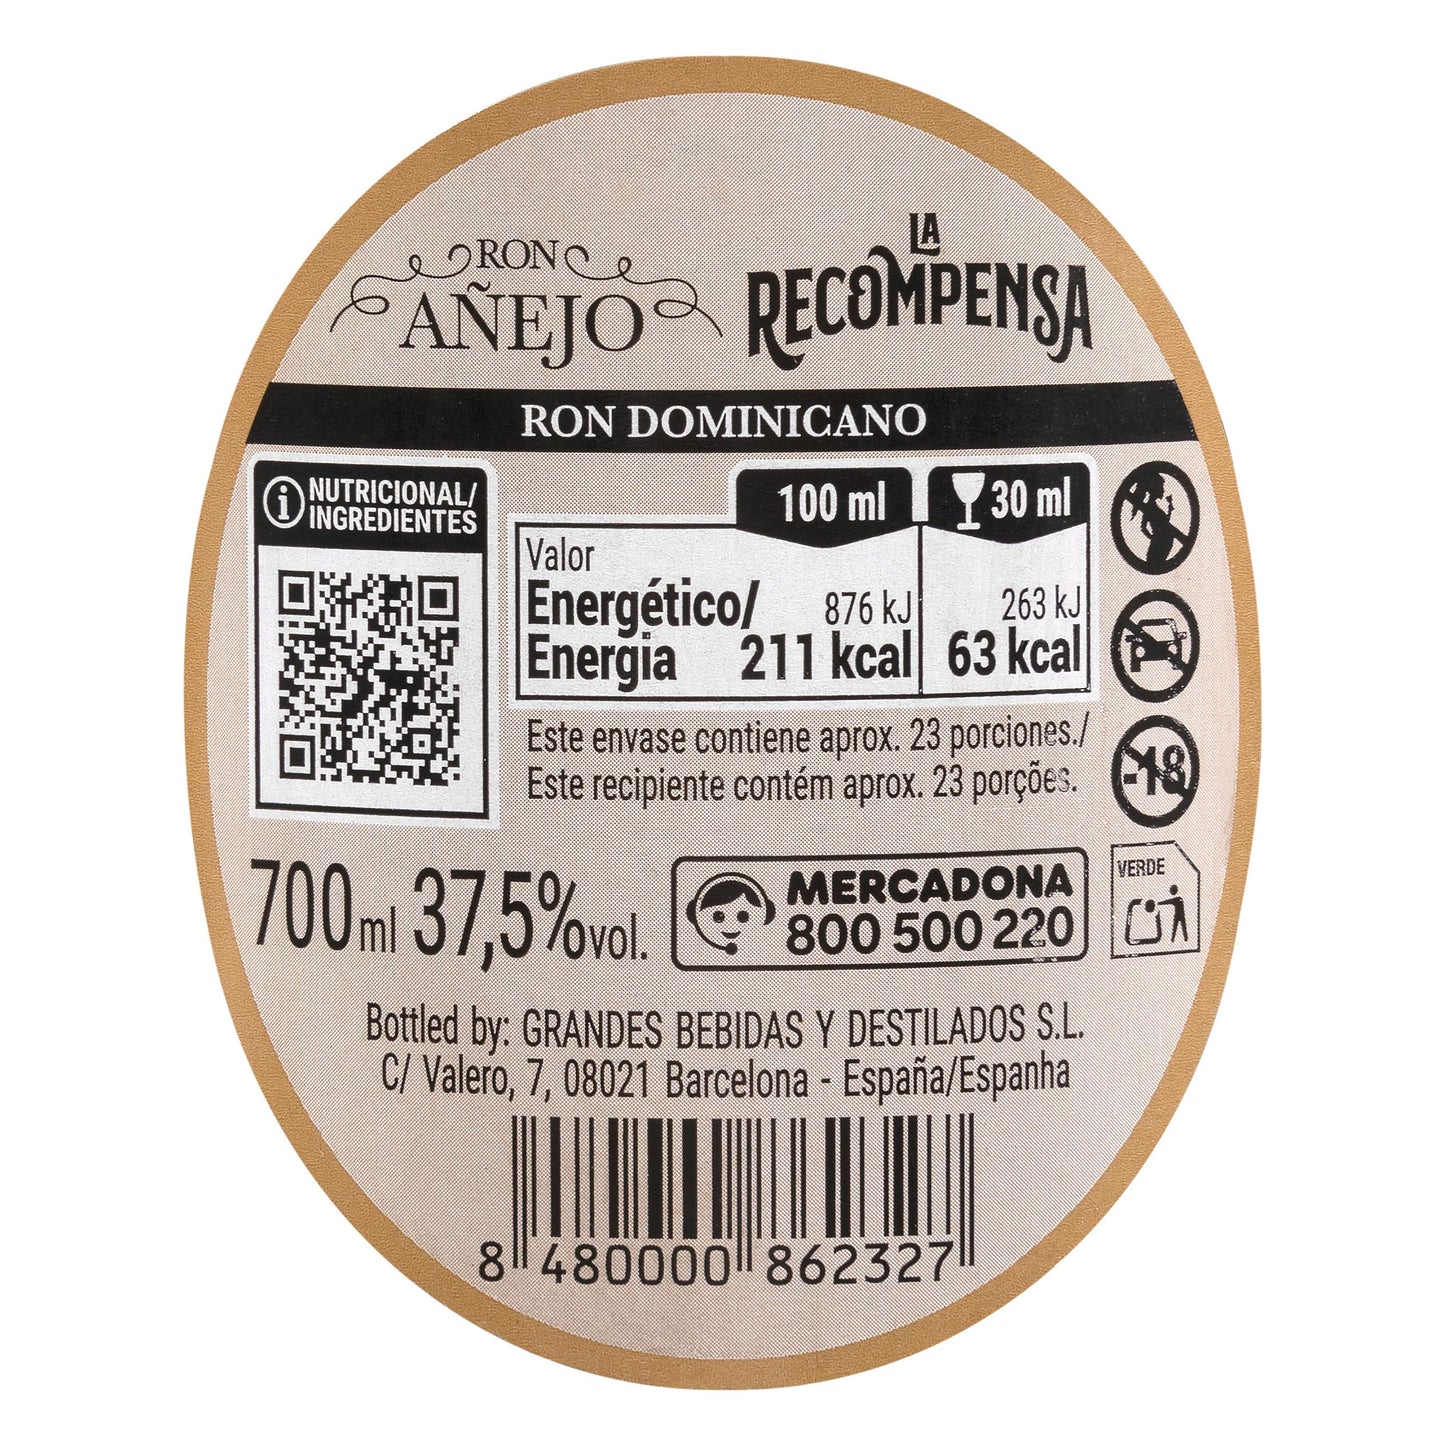 RON
AÑEJO
LA
RECOMPENSA
RON DOMINICANO
NUTRICIONAL/
INGREDIENTES
100 ml
30 ml
Valor
Energético/
Energia
876 kJ
211 kcal
263 kJ
63 kcal
Este envase contiene aprox. 23 porciones./
Este recipiente contém aprox. 23 porções.
-18
VERDE
700 ml 37,5% vol.
MERCADONA
800 500 220
Bottled by: GRANDES BEBIDAS Y DESTILADOS S.L.
C/ Valero, 7, 08021 Barcelona - España/Espanha
8 480000 862327